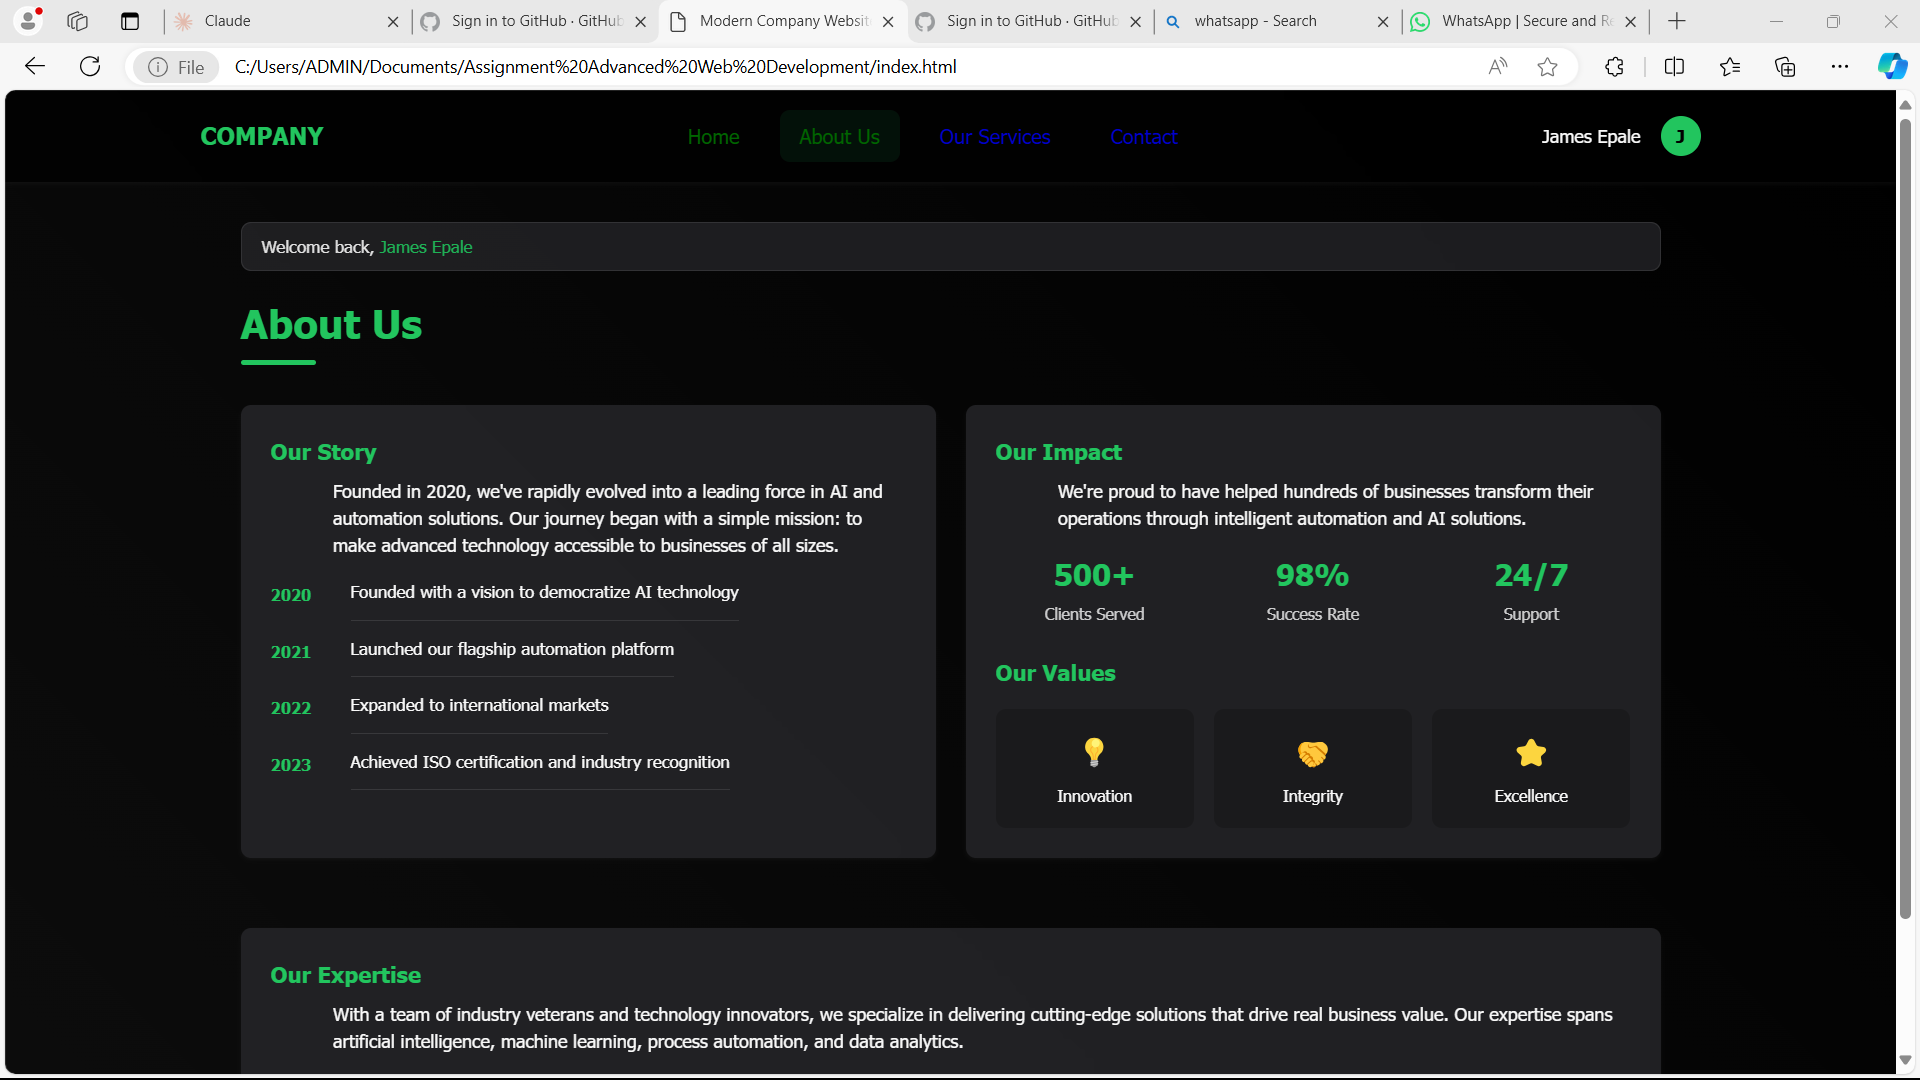 Claude
Sign in to GitHub · GitHub
Modern Company Websit
Sign in to GitHub · GitHub
whatsapp - Search
WhatsApp | Secure and Re
File
C:/Users/ADMIN/Documents/Assignment%20Advanced%20Web%20Development/index.html
COMPANY
Home
About Us
Our Services
Contact
James Epale
J
Welcome back, James Epale
About Us
Our Story
Founded in 2020, we've rapidly evolved into a leading force in AI and
automation solutions. Our journey began with a simple mission: to
make advanced technology accessible to businesses of all sizes.
2020 Founded with a vision to democratize AI technology
2021 Launched our flagship automation platform
2022 Expanded to international markets
2023 Achieved ISO certification and industry recognition
Our Impact
We're proud to have helped hundreds of businesses transform their
operations through intelligent automation and AI solutions.
500+ 98% 24/7
Clients Served Success Rate Support
Our Values
Innovation Integrity Excellence
Our Expertise
With a team of industry veterans and technology innovators, we specialize in delivering cutting-edge solutions that drive real business value. Our expertise spans
artificial intelligence, machine learning, process automation, and data analytics.